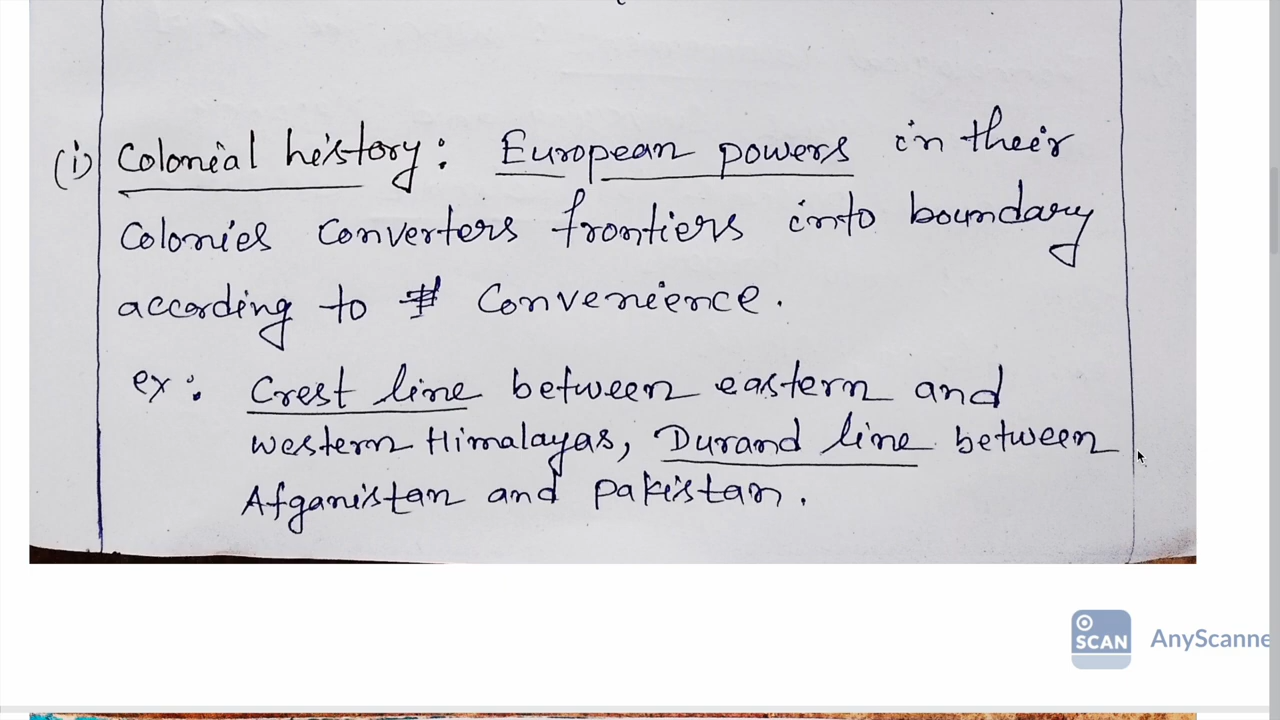 (i) Colonial history: European powers in their
Colonies converters frontiers into boundary
according to Convenience.
ex: Crest line between eastern and
western Himalayas, Durand line between
Afganistan and Pakistan.
SCAN AnyScanne